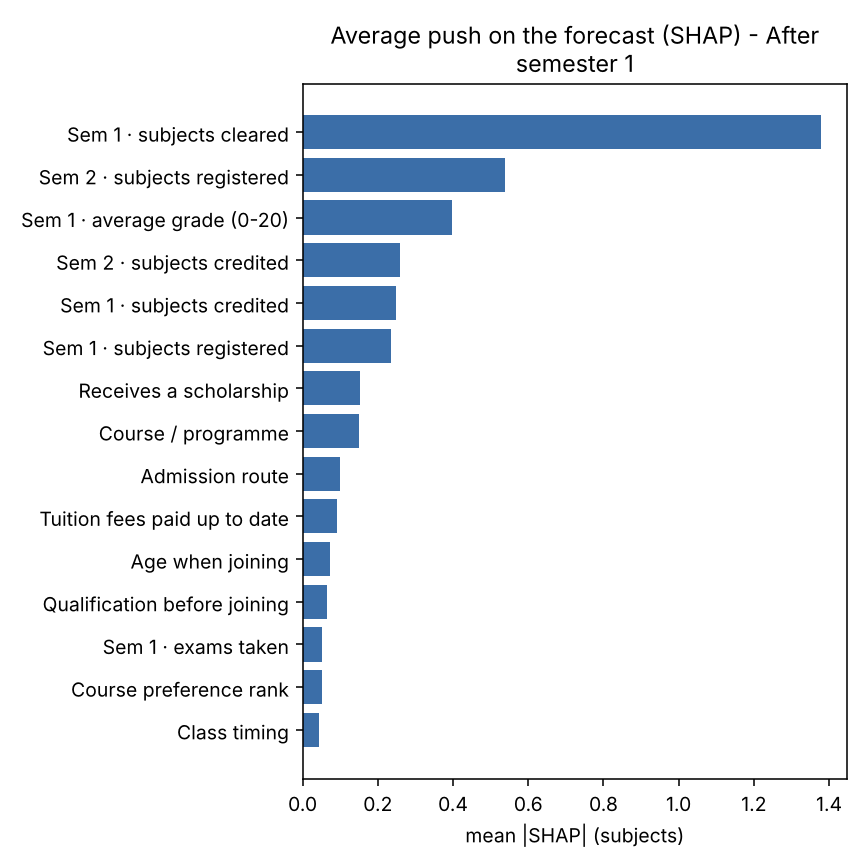 Average push on the forecast (SHAP) - After
semester 1
Sem 1 · subjects cleared
Sem 2 · subjects registered
Sem 1 · average grade (0-20)
Sem 2 · subjects credited
Sem 1 · subjects credited
Sem 1 · subjects registered
Receives a scholarship
Course / programme
Admission route
Tuition fees paid up to date
Age when joining
Qualification before joining
Sem 1 · exams taken
Course preference rank
Class timing
0.0 0.2 0.4 0.6 0.8 1.0 1.2 1.4
mean |SHAP| (subjects)